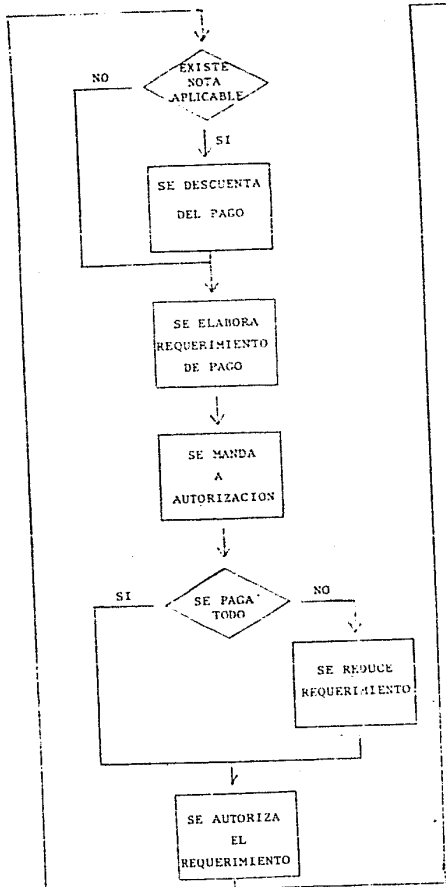 EXISTE
NOTA
APLICABLE
NO
SI
SE DESCUENTA
DEL PAGO
SE ELABORA
REQUERIMIENTO
DE PAGO
SE MANDA
A
AUTORIZACION
SI
SE PAGA
TODO
NO
SE REDUCE
REQUERIMIENTO
SE AUTORIZA
EL
REQUERIMIENTO